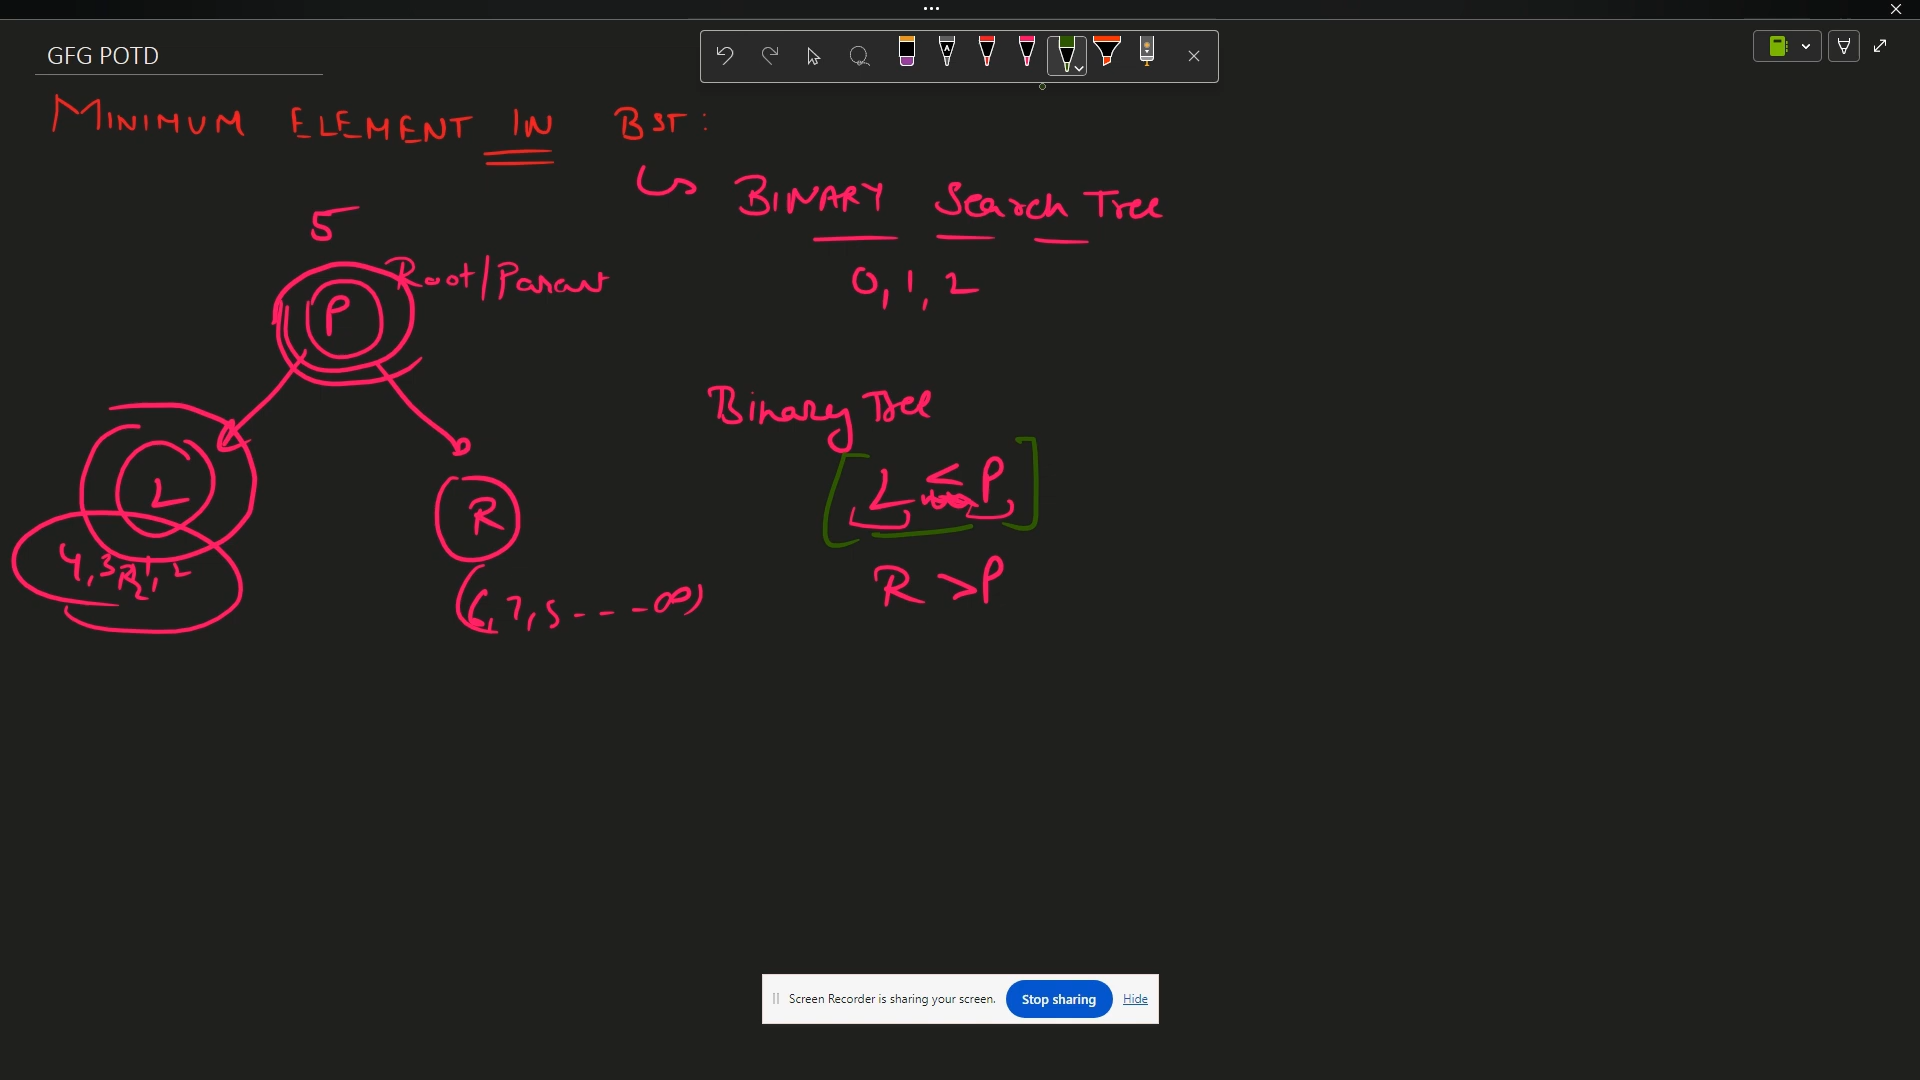 GFG POTD
MINIMUM ELEMENT IN BST:
↳ BINARY Search Tree
5
0, 1, 2
Root/Parent
P
Binary Tree
L
L ≤ P
R
R > P
(6, 7, 5 - - - - ∞)
Screen Recorder is sharing your screen.
Stop sharing
Hide